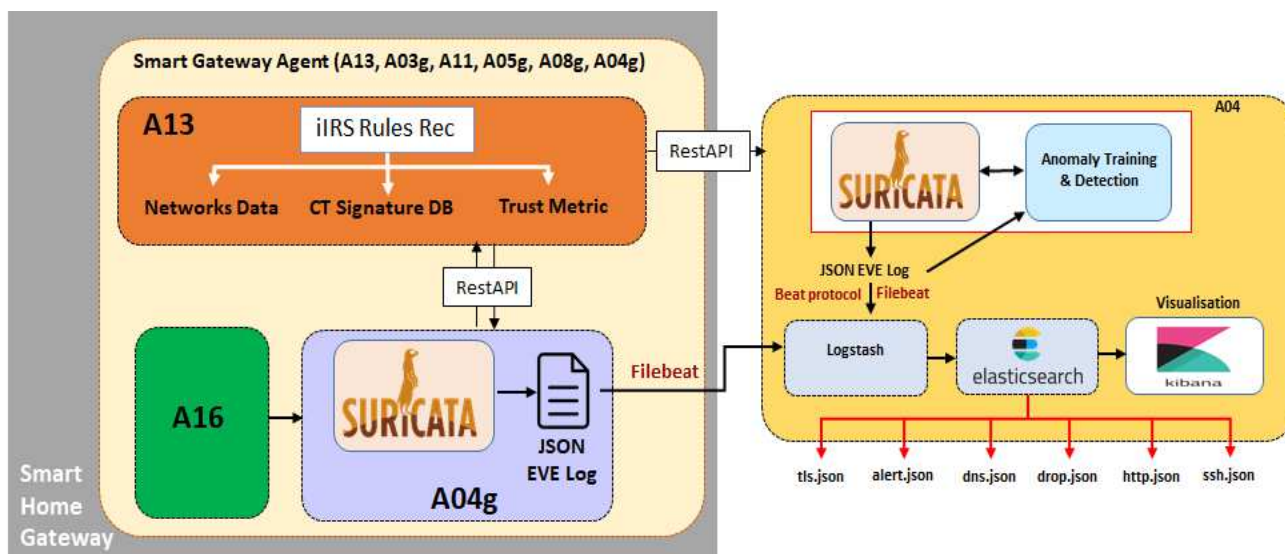 Smart Gateway Agent (A13, A03g, A11, A05g, A08g, A04g)
A13
iIRS Rules Rec
Networks Data
CT Signature DB
Trust Metric
RestAPI
RestAPI
A16
SURICATA
JSON
EVE Log
A04g
Filebeat
Smart
Home
Gateway
A04
SURICATA
Anomaly Training
& Detection
JSON EVE Log
Beat protocol
Filebeat
Visualisation
Logstash
elasticsearch
kibana
tls.json
alert.json
dns.json
drop.json
http.json
ssh.json